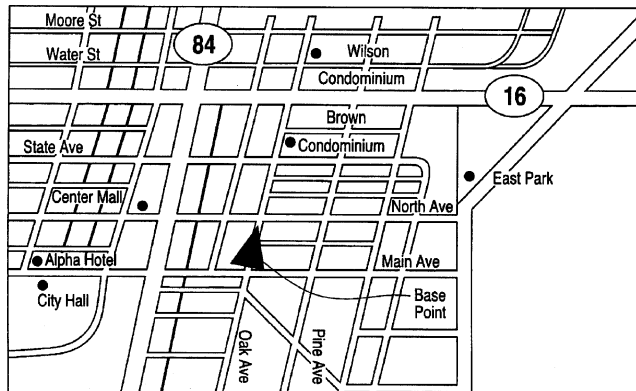 Moore St
84
Wilson
Water St
Condominium
16
Brown
State Ave
Condominium
East Park
Center Mall
North Ave
Alpha Hotel
Main Ave
City Hall
Base
Point
Oak Ave
Pine Ave